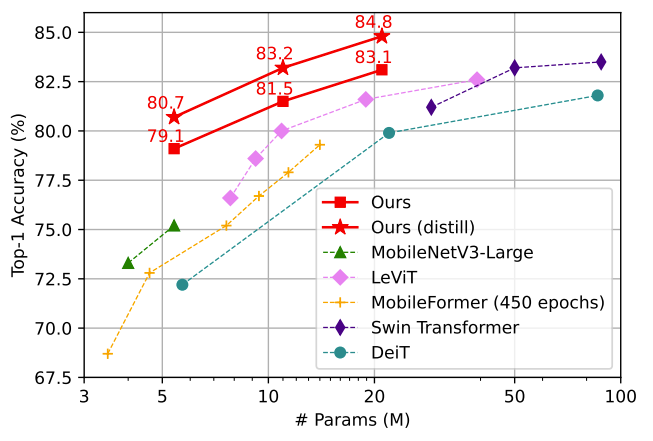 85.0
82.5
80.0
77.5
75.0
72.5
70.0
67.5
Top-1 Accuracy (%)
84.8
83.2
83.1
81.5
80.7
79.1
Ours
Ours (distill)
MobileNetV3-Large
LeViT
MobileFormer (450 epochs)
Swin Transformer
DeiT
3 5 10 20 50 100
# Params (M)